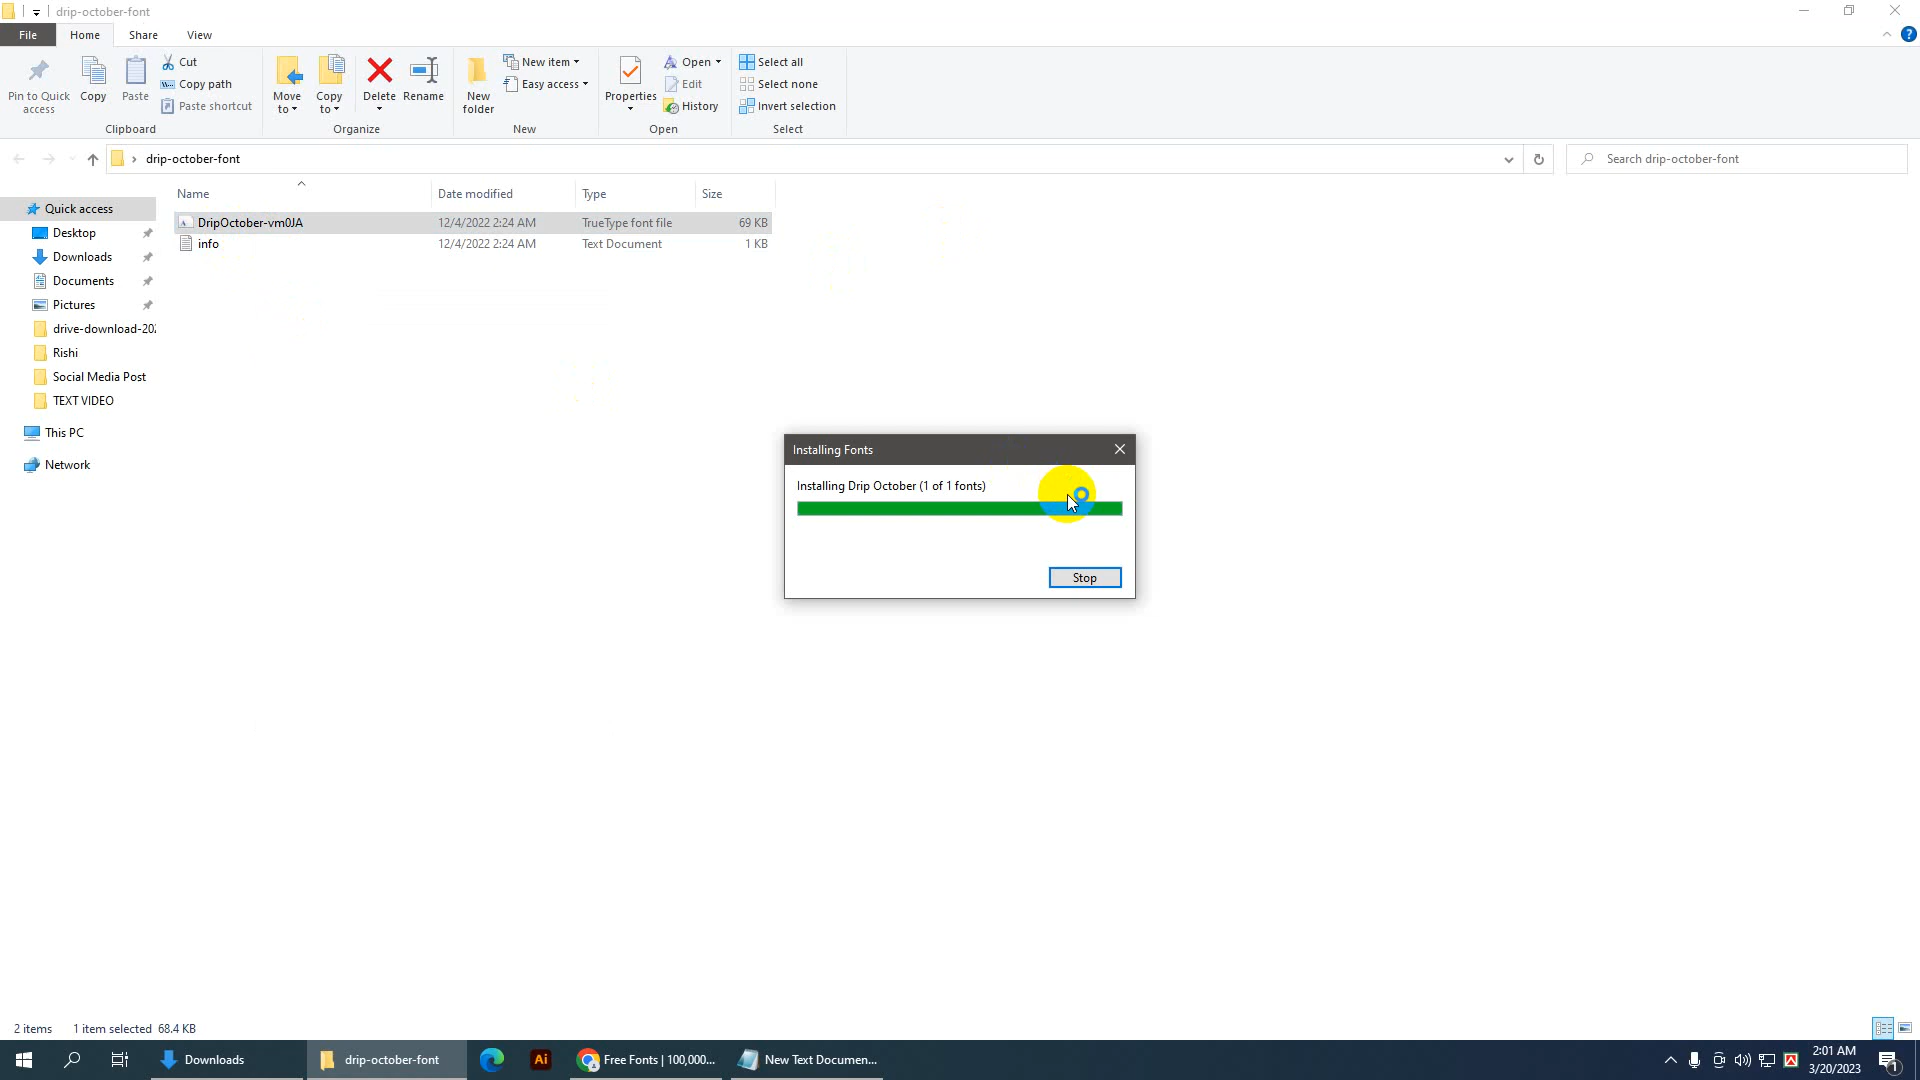 drip-october-font
File Home Share View
Pin to Quick access
Copy
Paste
Cut
Copy path
Paste shortcut
Clipboard
Move to
Copy to
Delete
Rename
Organize
New folder
New item
Easy access
New
Properties
Open
Edit
History
Open
Select all
Select none
Invert selection
Select
drip-october-font
Search drip-october-font
Name Date modified Type Size
DripOctober-vm0JA 12/4/2022 2:24 AM TrueType font file 69 KB
info 12/4/2022 2:24 AM Text Document 1 KB
Quick access
Desktop
Downloads
Documents
Pictures
drive-download-202
Rishi
Social Media Post
TEXT VIDEO
This PC
Network
Installing Fonts
Installing Drip October (1 of 1 fonts)
Stop
2 items 1 item selected 68.4 KB
Downloads
drip-october-font
Ai
Free Fonts | 100,000...
New Text Documen...
2:01 AM
3/20/2023
1